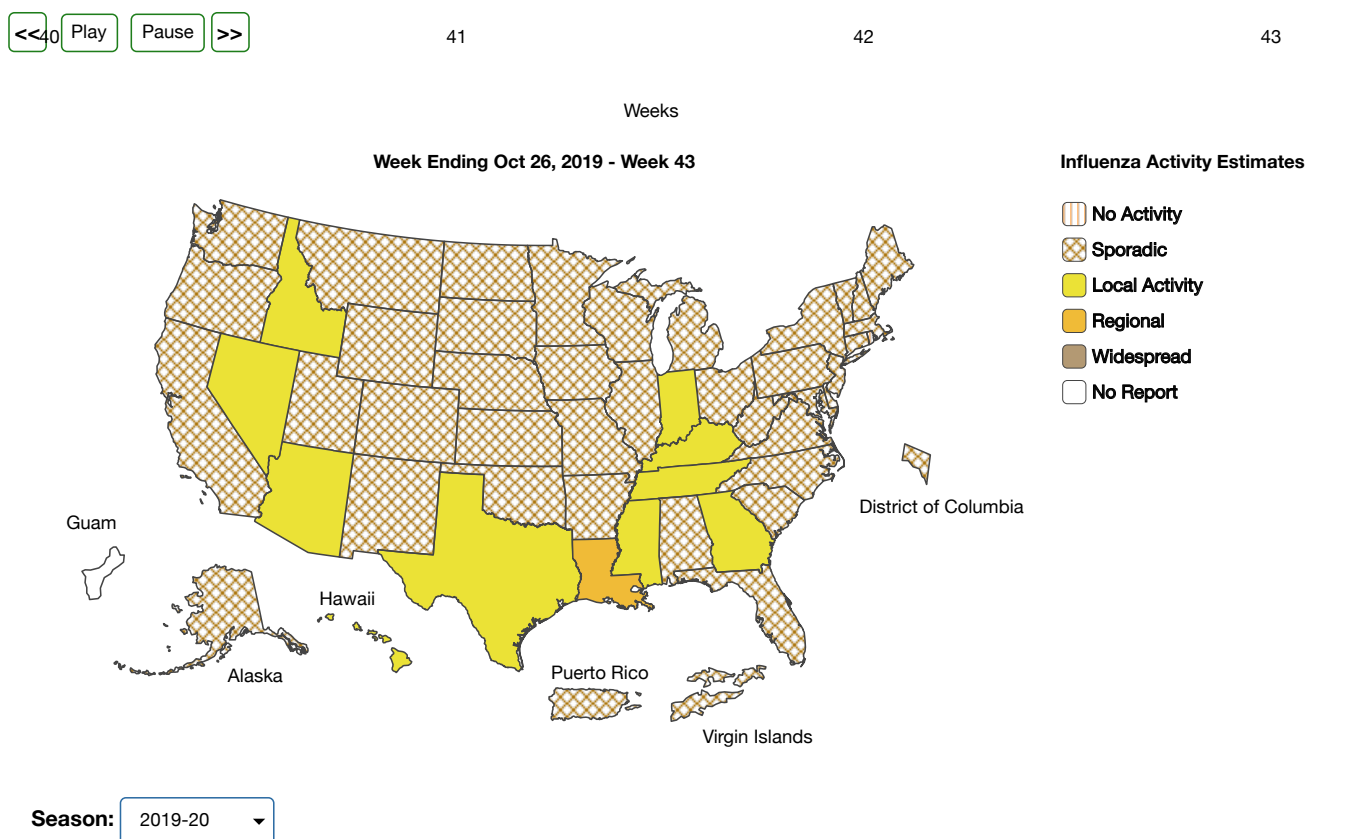 <<40 Play Pause >> 41 42 43
Weeks
Week Ending Oct 26, 2019 - Week 43
Influenza Activity Estimates
No Activity
Sporadic
Local Activity
Regional
Widespread
No Report
District of Columbia
Guam
Hawaii
Alaska
Puerto Rico
Virgin Islands
Season: 2019-20